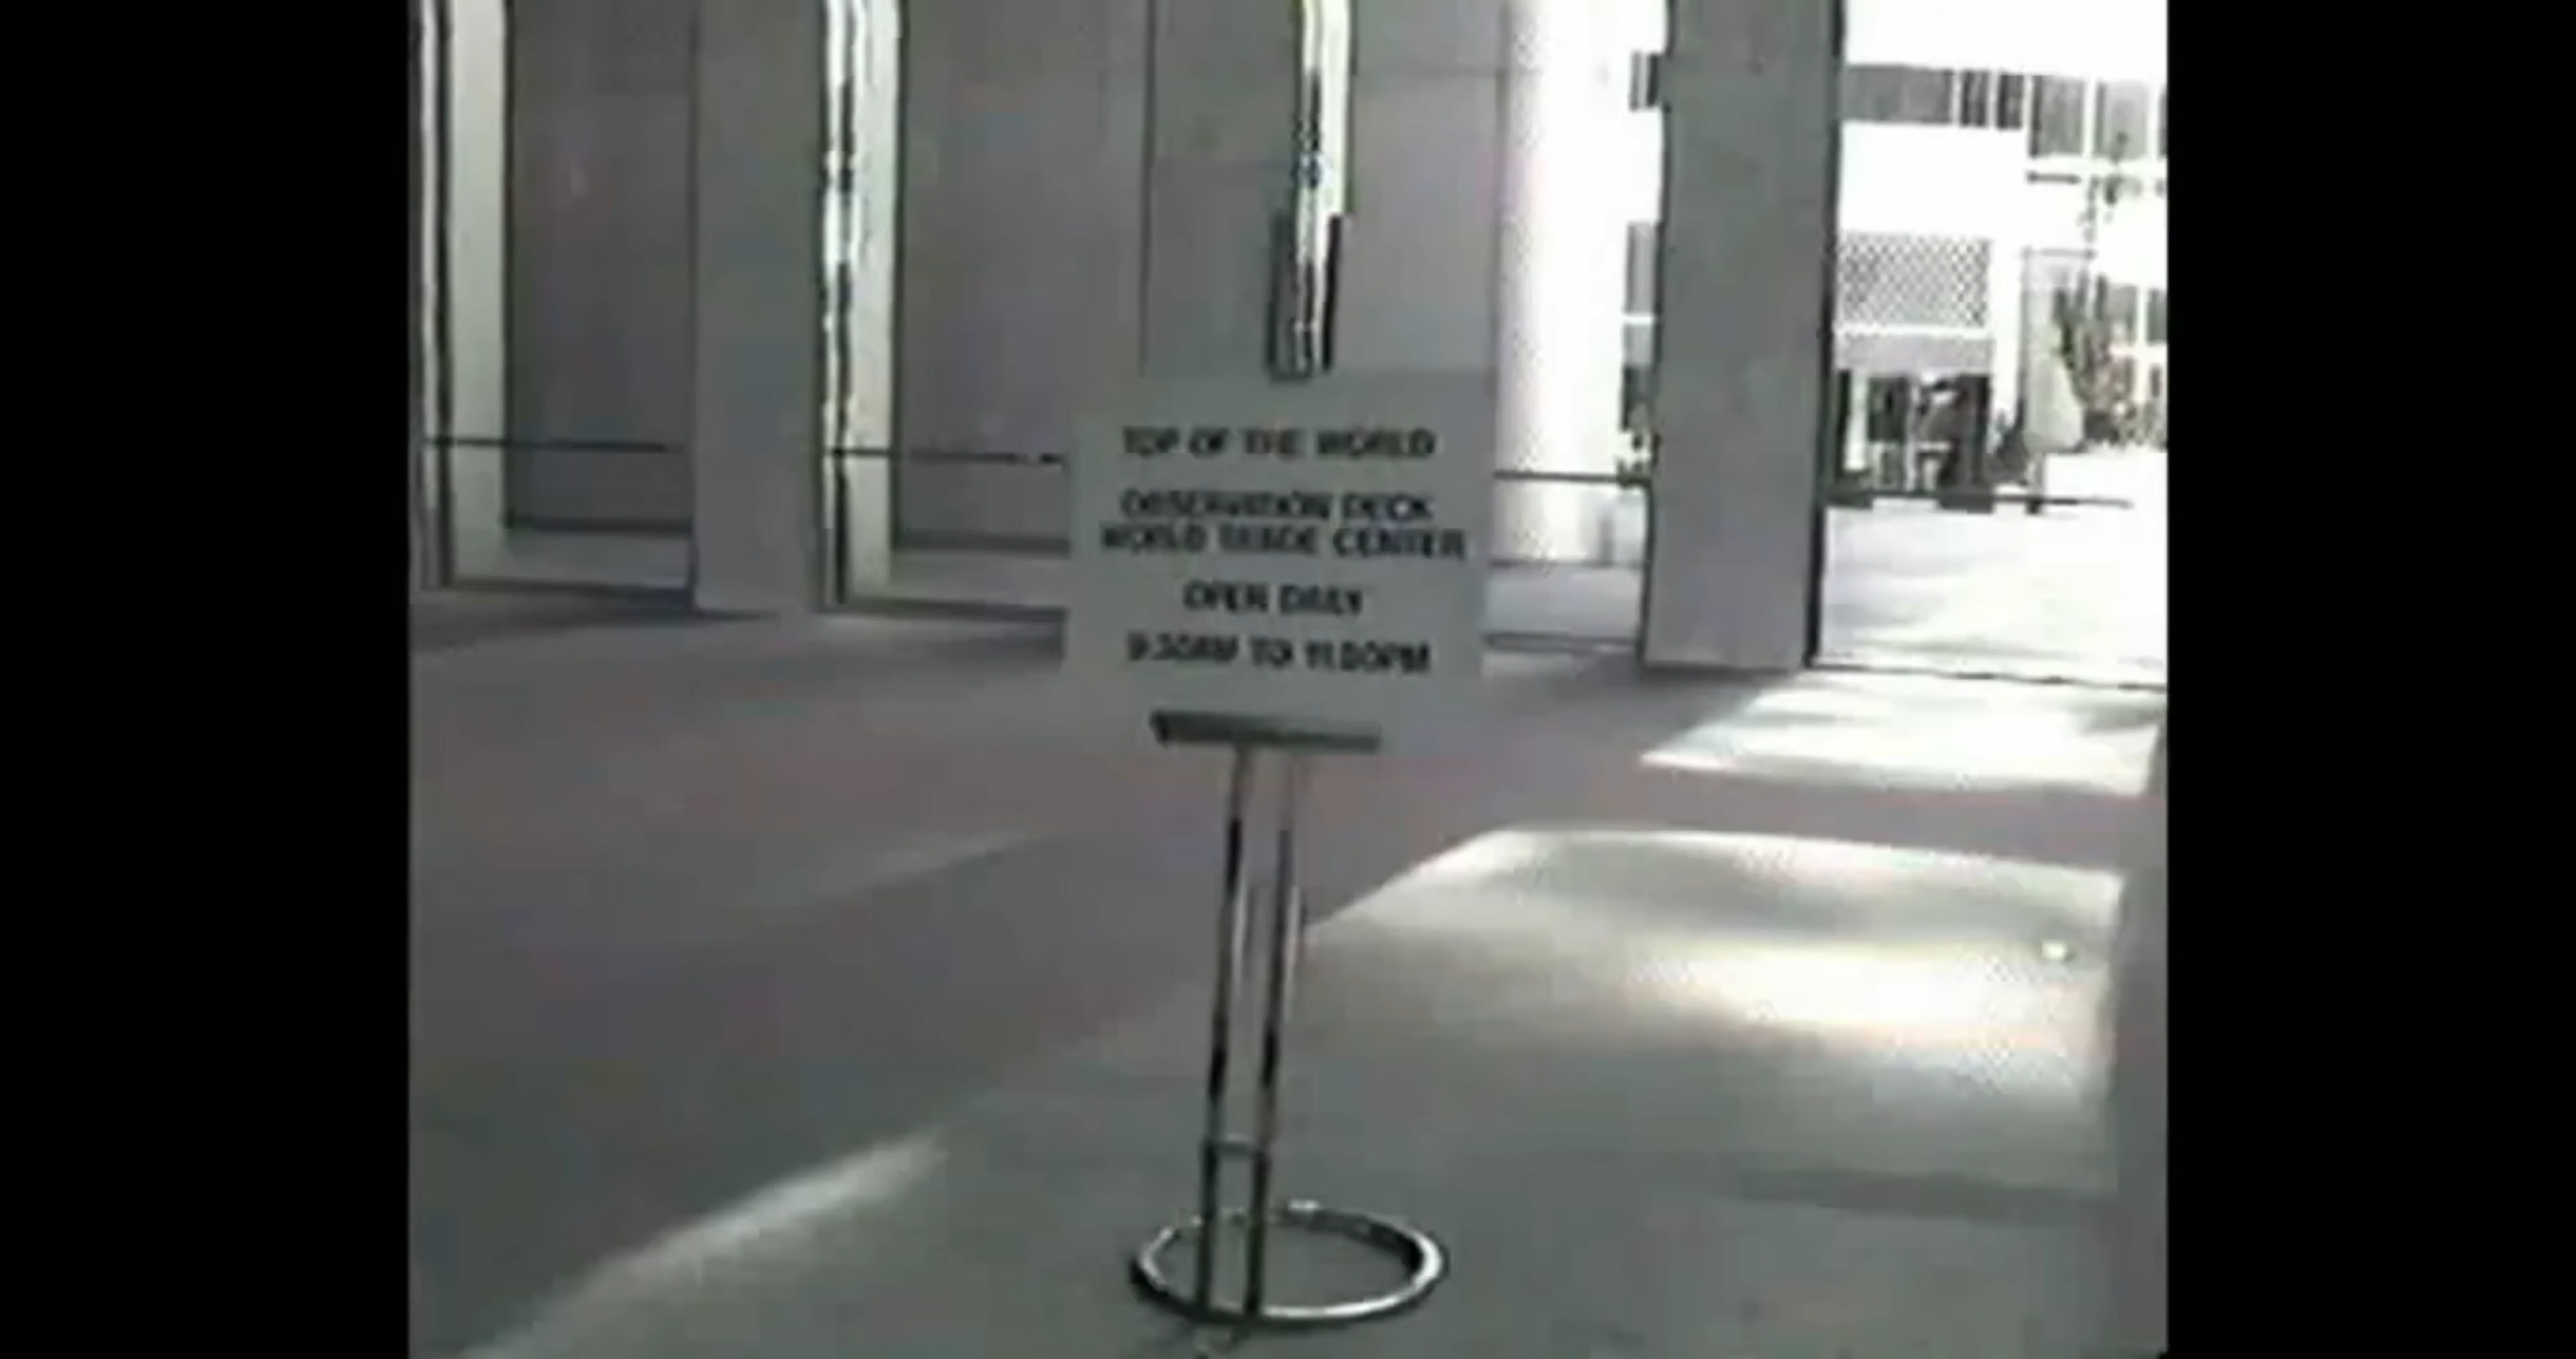 TOP OF THE WORLD
OBSERVATION DECK
WORLD TRADE CENTER
OPEN DAILY
9.30AM TO 11.00PM